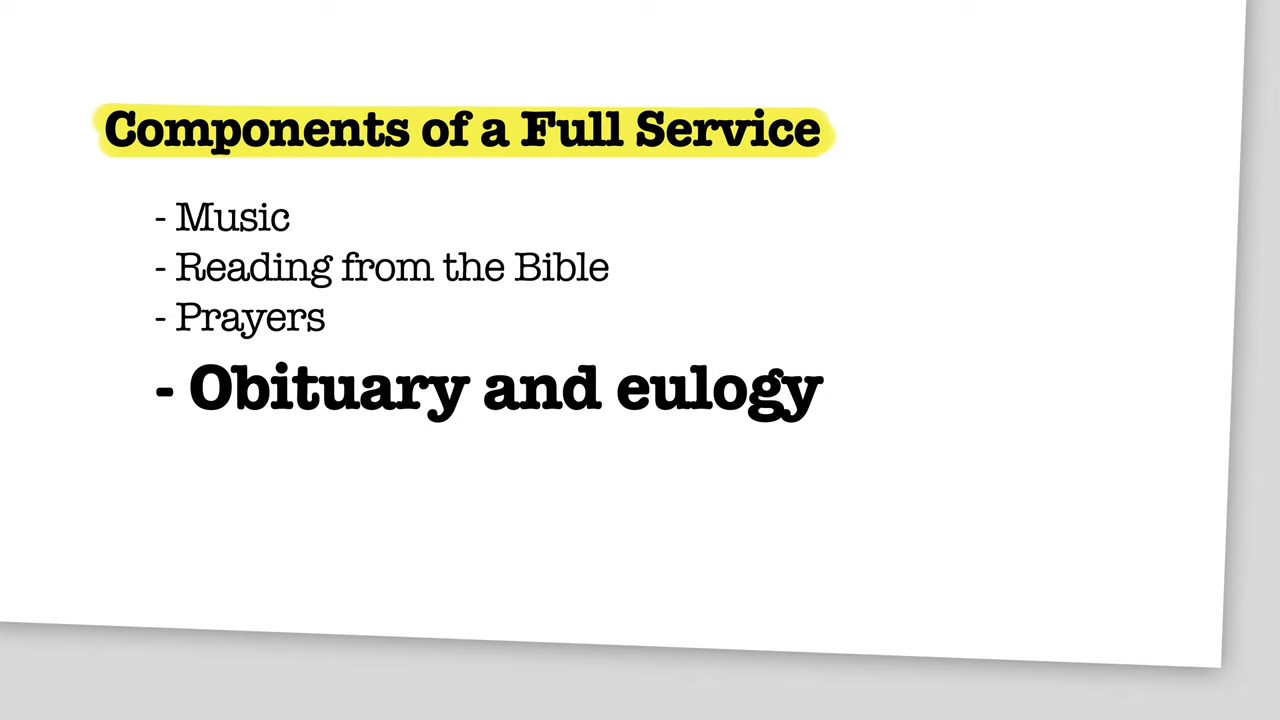 Components of a Full Service
- Music
- Reading from the Bible
- Prayers
- Obituary and eulogy